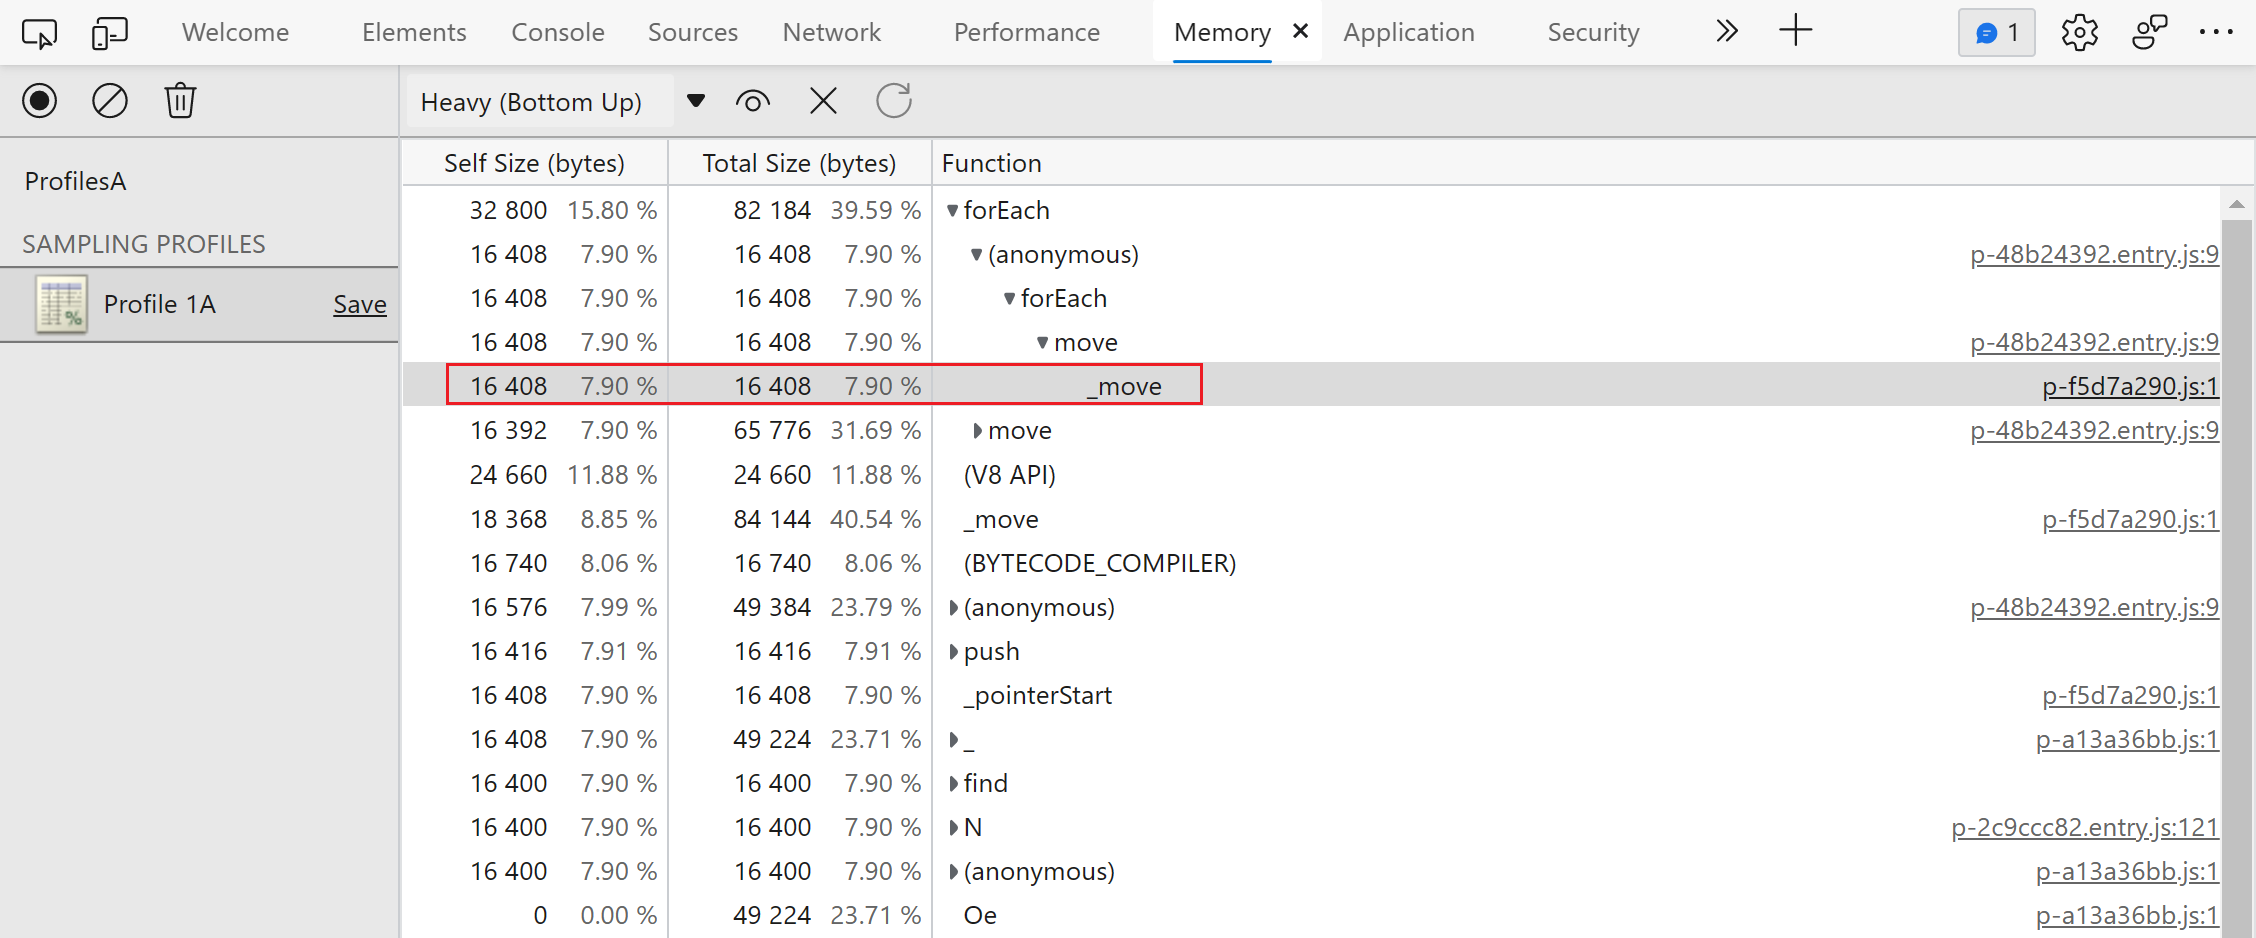 Welcome Elements Console Sources Network Performance Memory Application Security 1
Heavy (Bottom Up)
ProfilesA
SAMPLING PROFILES
Profile 1A Save
Self Size (bytes) Total Size (bytes) Function
32 800 15.80 % 82 184 39.59 % forEach
16 408 7.90 % 16 408 7.90 % (anonymous) p-48b24392.entry.js:9
16 408 7.90 % 16 408 7.90 % forEach
16 408 7.90 % 16 408 7.90 % move p-48b24392.entry.js:9
16 408 7.90 % 16 408 7.90 % _move p-f5d7a290.js:1
16 392 7.90 % 65 776 31.69 % move p-48b24392.entry.js:9
24 660 11.88 % 24 660 11.88 % (V8 API)
18 368 8.85 % 84 144 40.54 % _move p-f5d7a290.js:1
16 740 8.06 % 16 740 8.06 % (BYTECODE_COMPILER)
16 576 7.99 % 49 384 23.79 % (anonymous) p-48b24392.entry.js:9
16 416 7.91 % 16 416 7.91 % push
16 408 7.90 % 16 408 7.90 % _pointerStart p-f5d7a290.js:1
16 408 7.90 % 49 224 23.71 % _ p-a13a36bb.js:1
16 400 7.90 % 16 400 7.90 % find
16 400 7.90 % 16 400 7.90 % N p-2c9ccc82.entry.js:121
16 400 7.90 % 16 400 7.90 % (anonymous) p-a13a36bb.js:1
0 0.00 % 49 224 23.71 % Oe p-a13a36bb.js:1